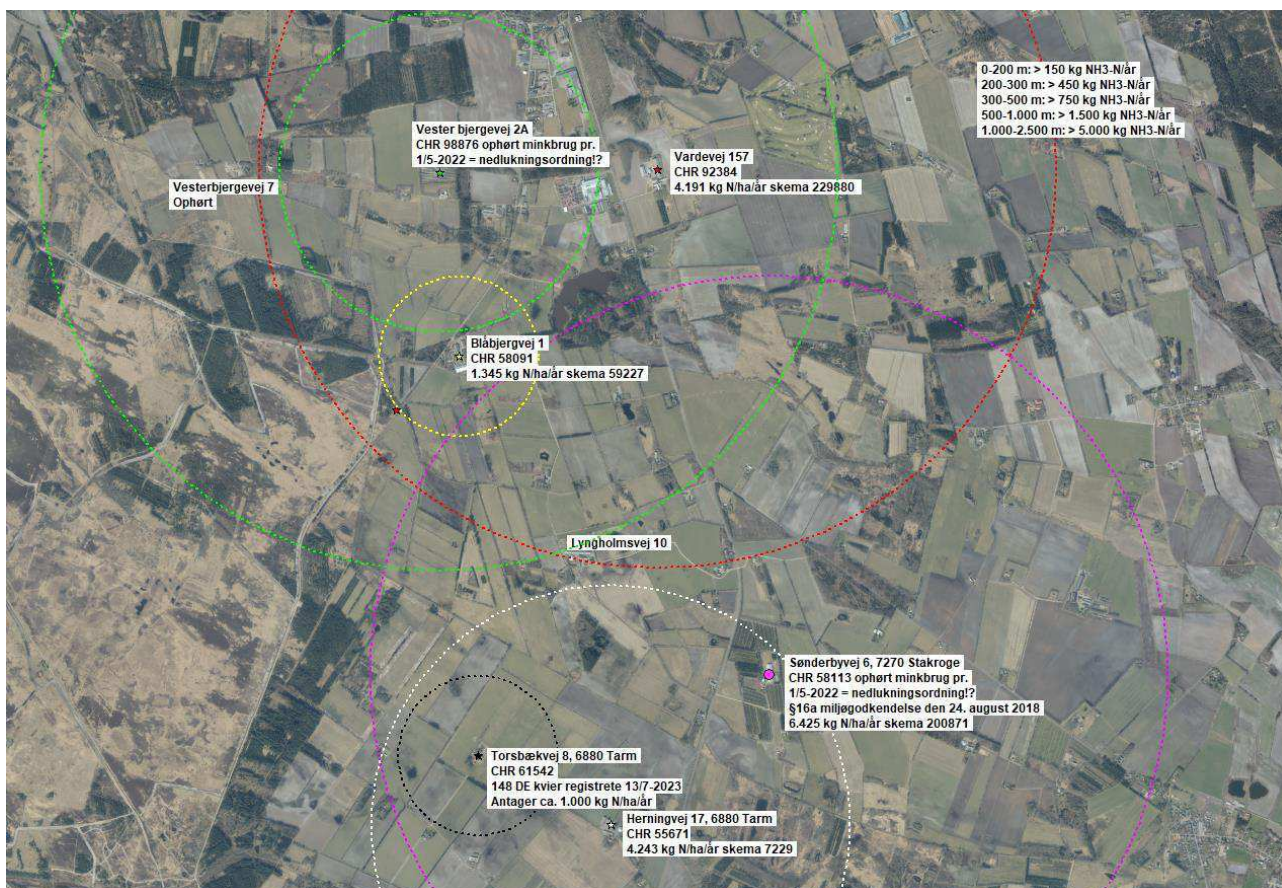 0-200 m: > 150 kg NH3-N/år
200-300 m: > 450 kg NH3-N/år
300-500 m: > 750 kg NH3-N/år
500-1.000 m: > 1.500 kg NH3-N/år
1.000-2.500 m: > 5.000 kg NH3-N/år
Vester bjergevej 2A
CHR 98876 ophørt minkbrug pr.
1/5-2022 = nedlukningsordning!?
Vardevej 157
CHR 92384
4.191 kg N/ha/år skema 229880
Vesterbjergevej 7
Ophørt
Blåbjergvej 1
CHR 58091
1.345 kg N/ha/år skema 59227
Lyngholmsvej 10
Sønderbyvej 6, 7270 Stakroge
CHR 58113 ophørt minkbrug pr.
1/5-2022 = nedlukningsordning!?
§16a miljøgodkendelse den 24. august 2018
6.425 kg N/ha/år skema 200871
Torsbækvej 8, 6880 Tarm
CHR 61542
148 DE kvier registrete 13/7-2023
Antager ca. 1.000 kg N/ha/år
Herningvej 17, 6880 Tarm
CHR 55671
4.243 kg N/ha/år skema 7229